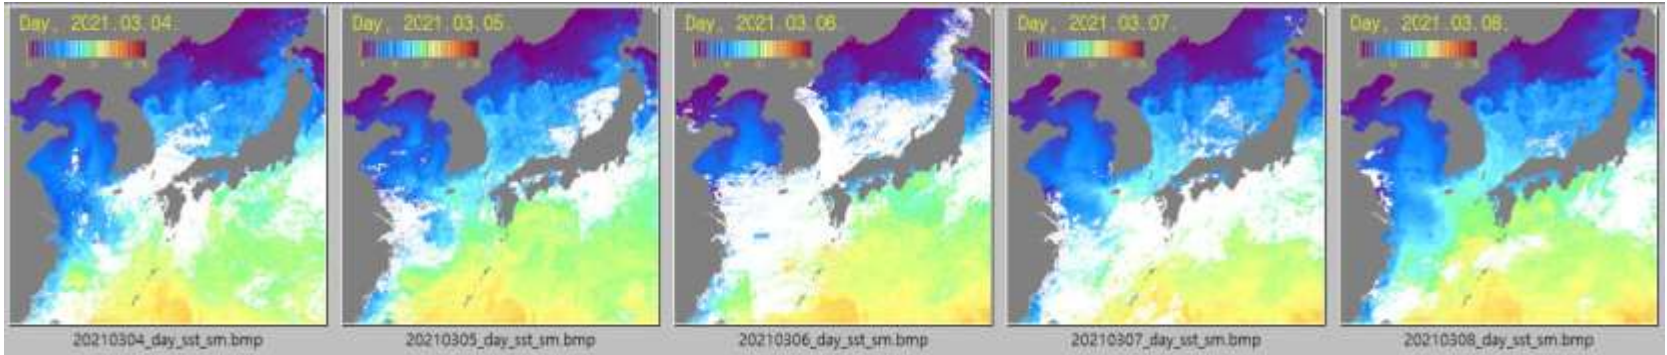 Day, 2021.03.04.
Day, 2021.03.05.
Day, 2021.03.06.
Day, 2021.03.07.
Day, 2021.03.08.
20210304_day_sst_sm.bmp
20210305_day_sst_sm.bmp
20210306_day_sst_sm.bmp
20210307_day_sst_sm.bmp
20210308_day_sst_sm.bmp